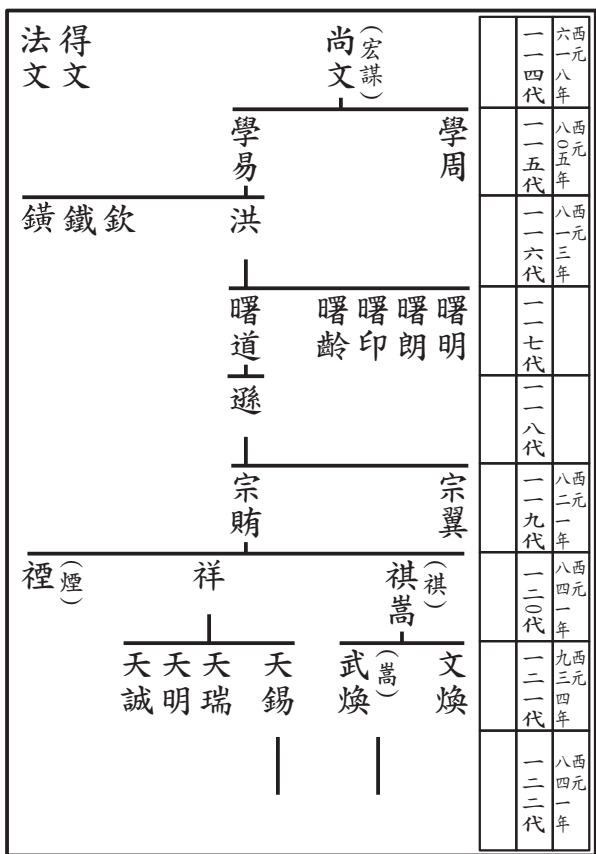 西元六一八年
一一四代
尚文
(宏謀)
得文
法文
西元八〇五年
一一五代
學周
學易
西元八一三年
一一六代
洪
欽
鐵
鐄
一一七代
曙明
曙朗
曙印
曙齡
曙道
一一八代
遜
西元八二一年
一一九代
宗翼
宗賄
西元八四一年
一二〇代
(祺)
祺嵩
祥
(煙)
禋
西元九三四年
一二一代
文煥
(嵩)
武煥
天錫
天瑞
天明
天誠
西元八四一年
一二二代